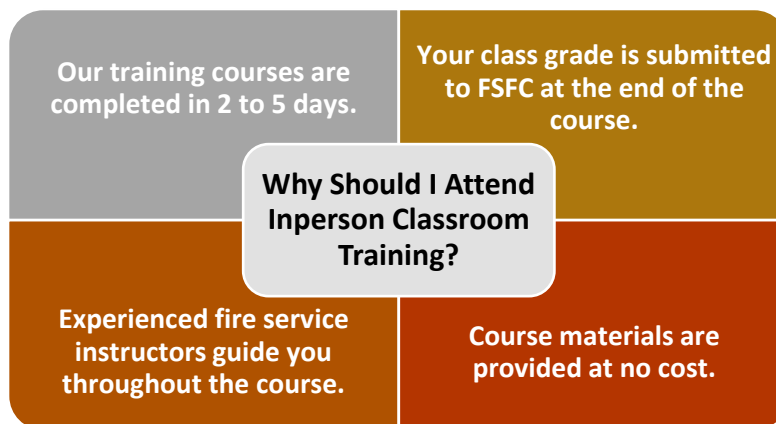 Our training courses are
completed in 2 to 5 days.
Your class grade is submitted
to FSFC at the end of the
course.
Why Should I Attend
Inperson Classroom
Training?
Experienced fire service
instructors guide you
throughout the course.
Course materials are
provided at no cost.